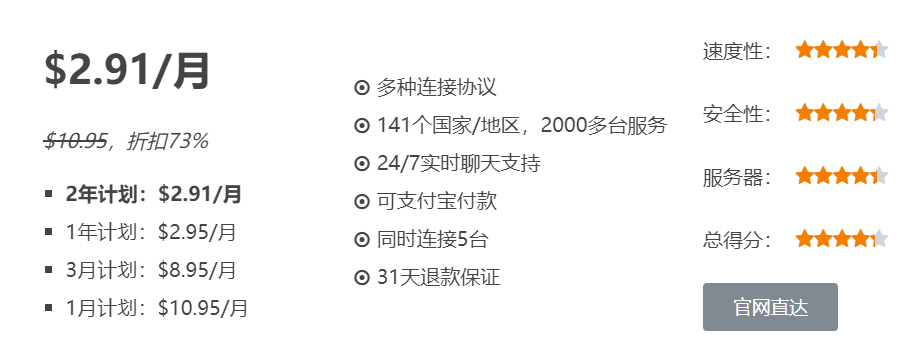 $2.91/月
$10.95，折扣73%
2年计划：$2.91/月
1年计划：$2.95/月
3月计划：$8.95/月
1月计划：$10.95/月
多种连接协议
141个国家/地区，2000多台服务
24/7实时聊天支持
可支付宝付款
同时连接5台
31天退款保证
速度性：
安全性：
服务器：
总得分：
官网直达